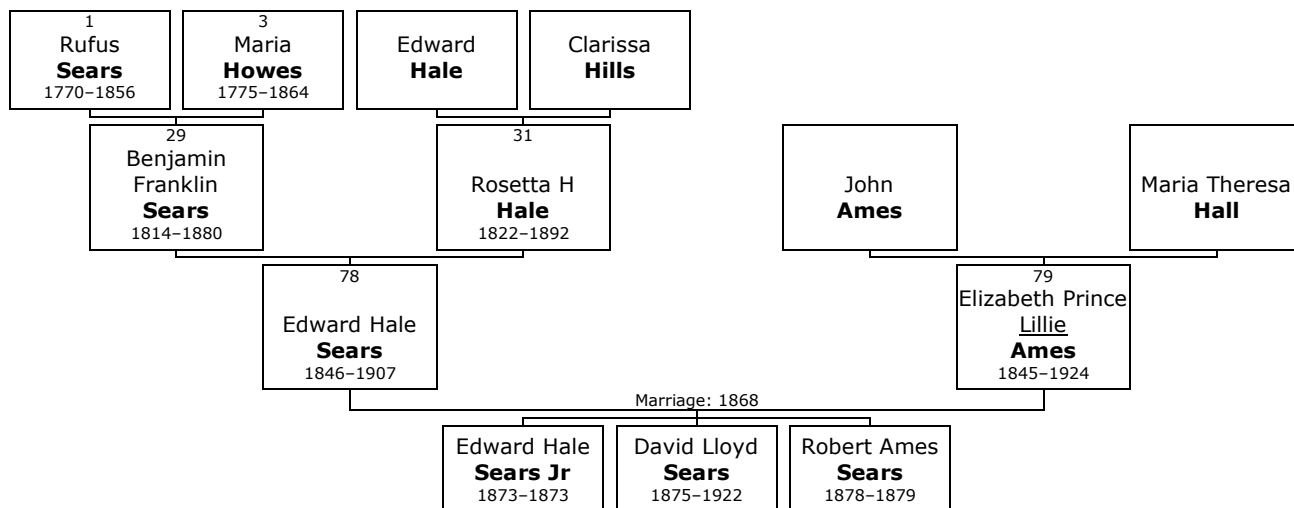 1
Rufus
Sears
1770–1856
3
Maria
Howes
1775–1864
Edward
Hale
Clarissa
Hills
29
Benjamin
Franklin
Sears
1814–1880
31
Rosetta H
Hale
1822–1892
John
Ames
Maria Theresa
Hall
78
Edward Hale
Sears
1846–1907
79
Elizabeth Prince
Lillie
Ames
1845–1924
Marriage: 1868
Edward Hale
Sears Jr
1873–1873
David Lloyd
Sears
1875–1922
Robert Ames
Sears
1878–1879